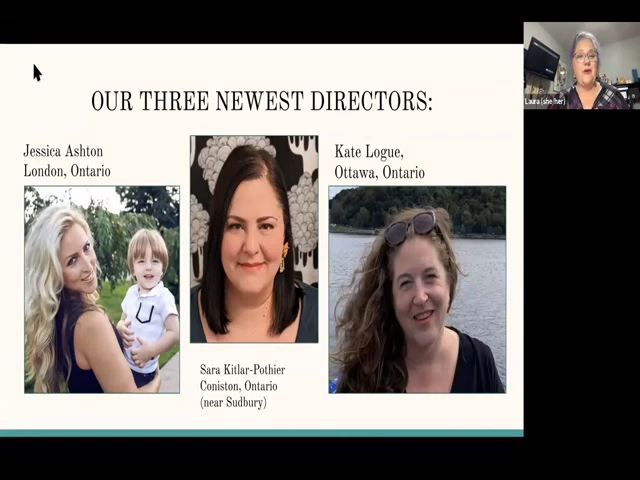 OUR THREE NEWEST DIRECTORS:
Jessica Ashton
London, Ontario
Kate Logue,
Ottawa, Ontario
Sara Kitlar-Pothier
Coniston, Ontario
(near Sudbury)
Laura (she/her)